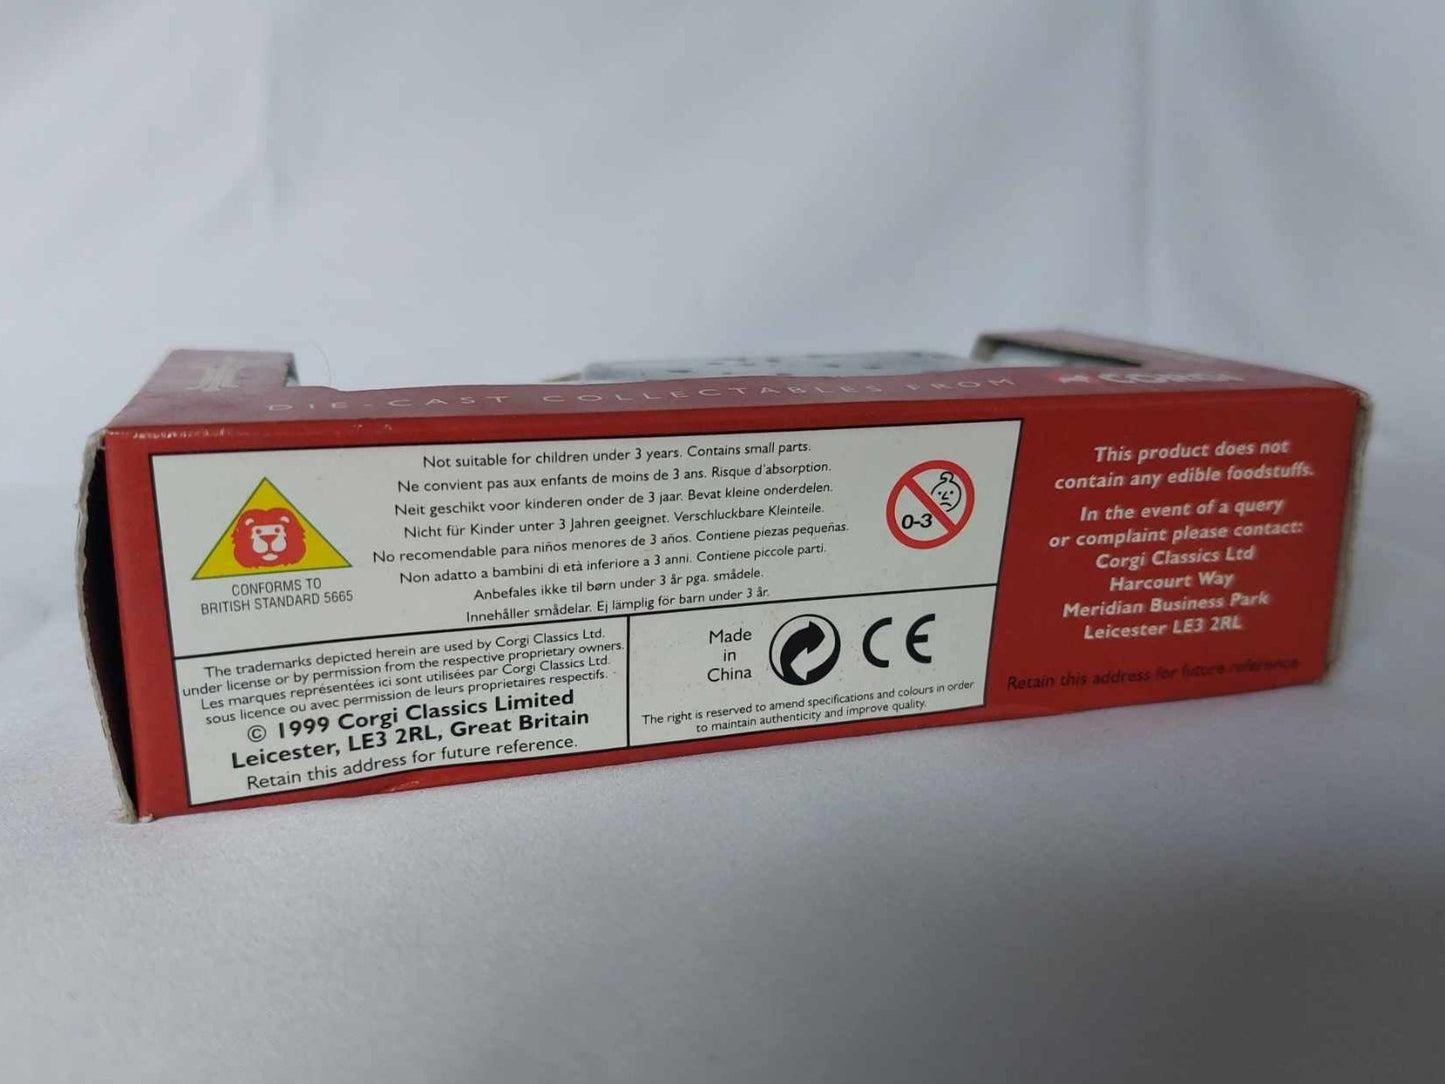 DIE-CAST COLLECTABLES FROM CORGI
Not suitable for children under 3 years. Contains small parts.
Ne convient pas aux enfants de moins de 3 ans. Risque d'absorption.
Neit geschikt voor kinderen onder de 3 jaar. Bevat kleine onderdelen.
Nicht für Kinder unter 3 Jahren geeignet. Verschluckbare Kleinteile.
No recomendable para niños menores de 3 años. Contiene piezas pequeñas.
Non adatto a bambini di età inferiore a 3 anni. Contiene piccole parti.
Anbefales ikke til børn under 3 år pga. smådele.
Innehåller smådelar. Ej lämplig för barn under 3 år.
CONFORMS TO
BRITISH STANDARD 5665
0-3
The trademarks depicted herein are used by Corgi Classics Ltd.
under license or by permission from the respective proprietary owners.
Les marques représentées ici sont utilisées par Corgi Classics Ltd.
sous licence ou avec permission de leurs proprietaires respectifs.
© 1999 Corgi Classics Limited
Leicester, LE3 2RL, Great Britain
Retain this address for future reference.
Made
in
China
CE
The right is reserved to amend specifications and colours in order
to maintain authenticity and improve quality.
This product does not
contain any edible foodstuffs.
In the event of a query
or complaint please contact:
Corgi Classics Ltd
Harcourt Way
Meridian Business Park
Leicester LE3 2RL
Retain this address for future reference